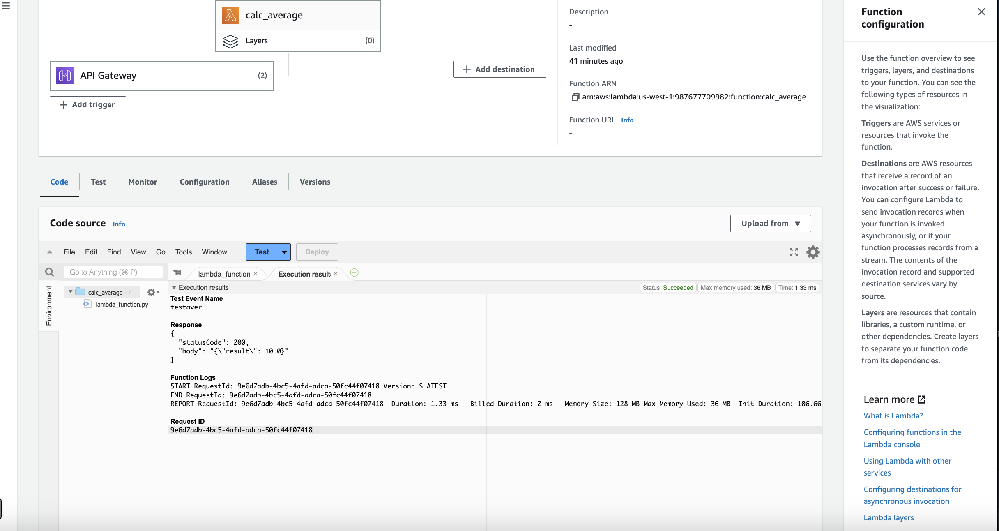 calc_average
Layers
(0)
API Gateway
(2)
Add trigger
Add destination
Description
-
Last modified
41 minutes ago
Function ARN
arn:aws:lambda:us-west-1:987677709982:function:calc_average
Function URL Info
-
Code
Test
Monitor
Configuration
Aliases
Versions
Code source Info
Upload from
File
Edit
Find
View
Go
Tools
Window
Test
Deploy
Go to Anything (⌘ P)
lambda_function.
Execution results
Environment
calc_average - /
lambda_function.py
Execution results
Status: Succeeded
Max memory used: 36 MB
Time: 1.33 ms
Test Event Name
testaver
Response
{
"statusCode": 200,
"body": "{\"result\": 10.0}"
}
Function Logs
START RequestId: 9e6d7adb-4bc5-4afd-adca-50fc44f07418 Version: $LATEST
END RequestId: 9e6d7adb-4bc5-4afd-adca-50fc44f07418
REPORT RequestId: 9e6d7adb-4bc5-4afd-adca-50fc44f07418 Duration: 1.33 ms Billed Duration: 2 ms Memory Size: 128 MB Max Memory Used: 36 MB Init Duration: 106.66
Request ID
9e6d7adb-4bc5-4afd-adca-50fc44f07418
Function
configuration
Use the function overview to see
triggers, layers, and destinations
to your function. You can see the
following types of resources in
the visualization:
Triggers are AWS services or
resources that invoke the
function.
Destinations are AWS resources
that receive a record of an
invocation after success or failure.
You can configure Lambda to
send invocation records when
your function is invoked
asynchronously, or if your
function processes records from a
stream. The contents of the
invocation record and supported
destination services vary by
source.
Layers are resources that contain
libraries, a custom runtime, or
other dependencies. Create layers
to separate your function code
from its dependencies.
Learn more
What is Lambda?
Configuring functions in the
Lambda console
Using Lambda with other
services
Configuring destinations for
asynchronous invocation
Lambda layers